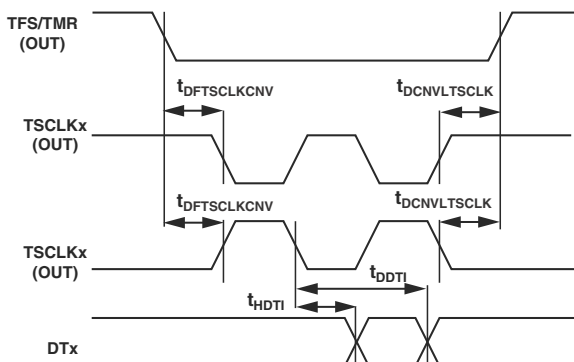 TFS/TMR
(OUT)
tDFTSCLKCNV
tDCNVLTSCLK
TSCLKx
(OUT)
tDFTSCLKCNV
tDCNVLTSCLK
TSCLKx
(OUT)
tDDTI
tHDTI
DTx